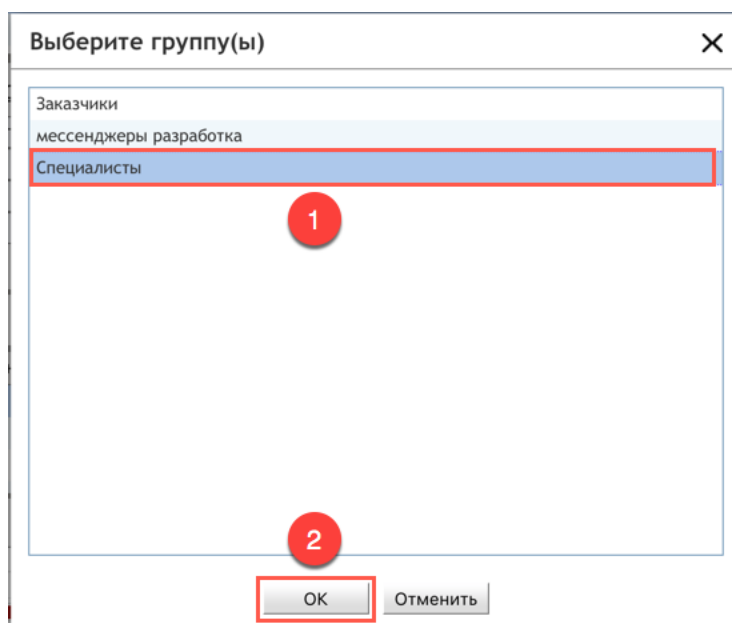 Выберите группу(ы)
Заказчики
мессенджеры разработка
Специалисты
1
2
OK
Отменить